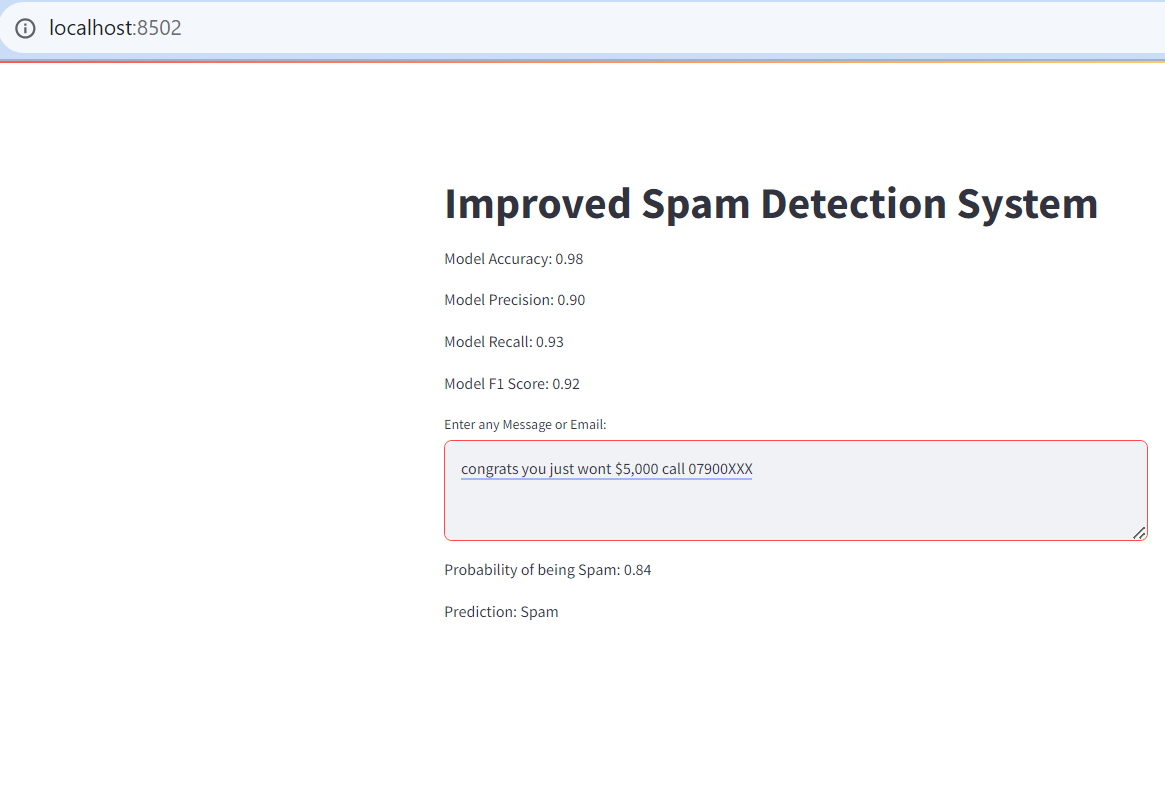 localhost:8502
Improved Spam Detection System
Model Accuracy: 0.98
Model Precision: 0.90
Model Recall: 0.93
Model F1 Score: 0.92
Enter any Message or Email:
congrats you just wont $5,000 call 07900XXX
Probability of being Spam: 0.84
Prediction: Spam